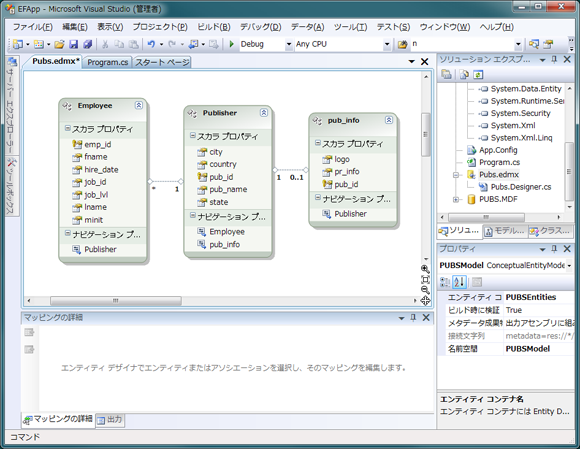 EFApp - Microsoft Visual Studio (管理者)
ファイル(F) 編集(E) 表示(V) プロジェクト(P) ビルド(B) デバッグ(D) データ(A) ツール(T) テスト(S) ウィンドウ(W) ヘルプ(H)
Debug Any CPU n
サーバー エクスプローラー
ツールボックス
Pubs.edmx* Program.cs スタート ページ
Employee
スカラ プロパティ
emp_id
fname
hire_date
job_id
job_lvl
lname
minit
ナビゲーション プ...
Publisher
* 1
Publisher
スカラ プロパティ
city
country
pub_id
pub_name
state
ナビゲーション プ...
Employee
pub_info
1 0..1
pub_info
スカラ プロパティ
logo
pr_info
pub_id
ナビゲーション プ...
Publisher
マッピングの詳細
エンティティ デザイナでエンティティまたはアソシエーションを選択し、そのマッピングを編集します。
マッピングの詳細 出力
ソリューション エクスプ...
System.Data.Entity
System.Runtime.Ser
System.Security
System.Xml
System.Xml.Linq
App.Config
Program.cs
Pubs.edmx
Pubs.Designer.cs
PUBS.MDF
ソリュ... モデル... クラス...
プロパティ
PUBSModel ConceptualEntityMode
エンティティ コ PUBSEntities
ビルド時に検証 True
メタデータ成果物 出力アセンブリに組み
接続文字列 metadata=res://*/
名前空間 PUBSModel
エンティティ コンテナ名
エンティティ コンテナには Entity D...
コマンド